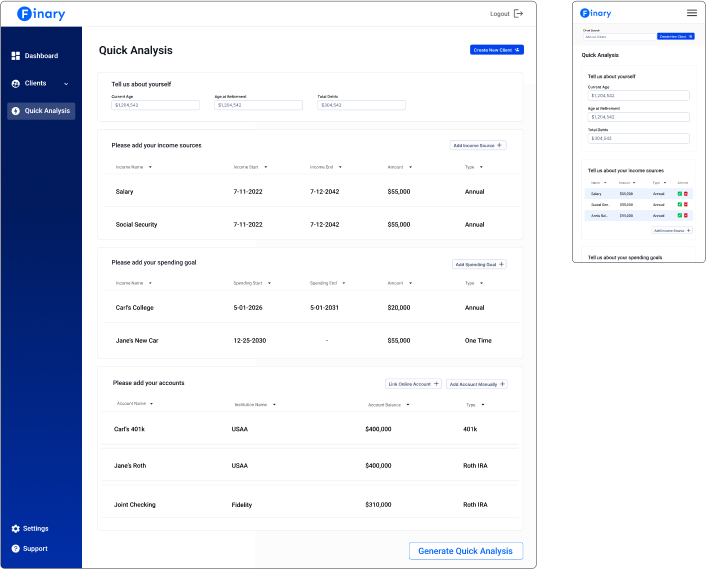 Finary
Logout
Dashboard
Clients
Quick Analysis
Settings
Support
Quick Analysis
Create New Client
Tell us about yourself
Current Age Age at Retirement Total Debts
$1,204,542 $1,204,542 $304,542
Please add your income sources
Add Income Source +
Income Name Income Start Income End Amount Type
Salary 7-11-2022 7-12-2042 $55,000 Annual
Social Security 7-11-2022 7-12-2042 $55,000 Annual
Please add your spending goal
Add Spending Goal +
Income Name Spending Start Spending End Amount Type
Carl's College 5-01-2026 5-01-2031 $20,000 Annual
Jane's New Car 12-25-2030 - $55,000 One Time
Please add your accounts
Link Online Account + Add Account Manually +
Account Name Institution Name Account Balance Type
Carl's 401k USAA $400,000 401k
Jane's Roth USAA $400,000 Roth IRA
Joint Checking Fidelity $310,000 Roth IRA
Generate Quick Analysis
Finary
Create New Client
Quick Analysis
Tell us about yourself
Current Age
$1,204,542
Age at Retirement
$1,204,542
Total Debts
$304,542
Tell us about your income sources
Name Amount Type Actions
Salary $55,000 Annual
Social Sec... $55,000 Annual
$55,000 Annual
Add Income Source +
Tell us about your spending goals